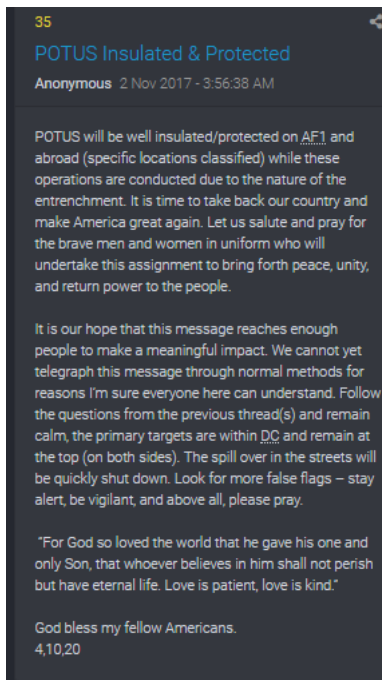 35
POTUS Insulated & Protected
Anonymous 2 Nov 2017 - 3:56:38 AM
POTUS will be well insulated/protected on AF1 and
abroad (specific locations classified) while these
operations are conducted due to the nature of the
entrenchment. It is time to take back our country and
make America great again. Let us salute and pray for
the brave men and women in uniform who will
undertake this assignment to bring forth peace, unity,
and return power to the people.
It is our hope that this message reaches enough
people to make a meaningful impact. We cannot yet
telegraph this message through normal methods for
reasons I'm sure everyone here can understand. Follow
the questions from the previous thread(s) and remain
calm, the primary targets are within DC and remain at
the top (on both sides). The spill over in the streets will
be quickly shut down. Look for more false flags – stay
alert, be vigilant, and above all, please pray.
“For God so loved the world that he gave his one and
only Son, that whoever believes in him shall not perish
but have eternal life. Love is patient, love is kind.”
God bless my fellow Americans.
4,10,20